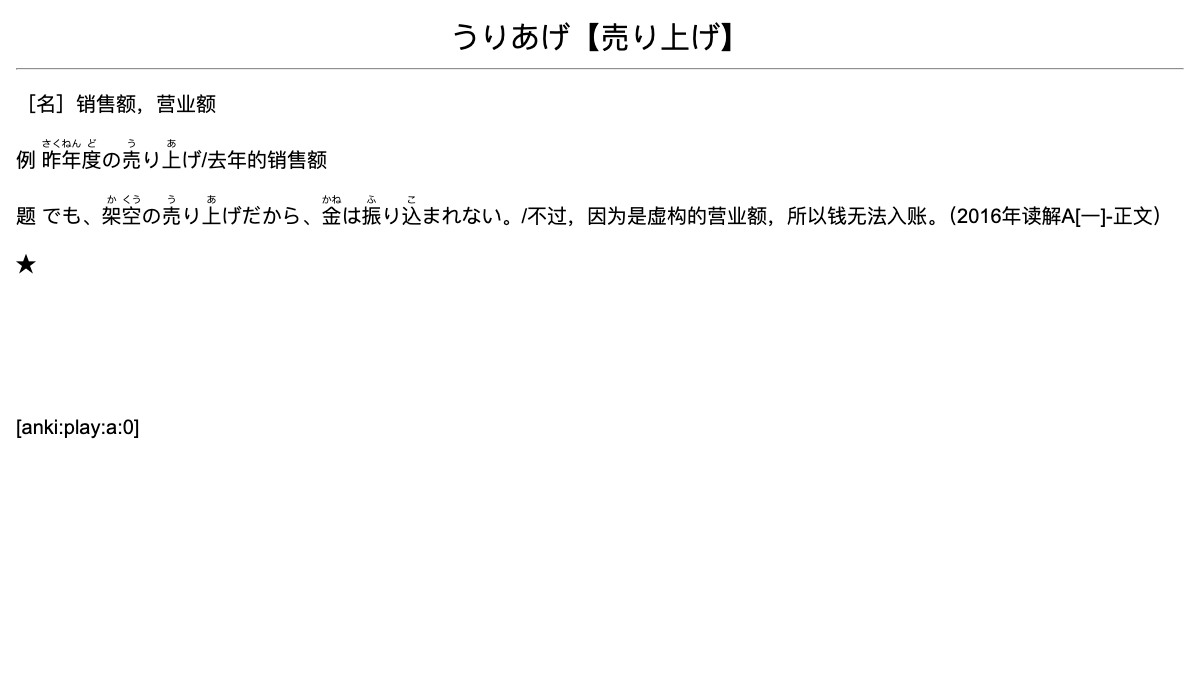 うりあげ【売り上げ】
［名］销售额，营业额
例 昨年度の売り上げ/去年的销售额
题 でも、架空の売り上げだから、金は振り込まれない。/不过，因为是虚构的营业额，所以钱无法入账。（2016年读解A[一]-正文）
★
[anki:play:a:0]